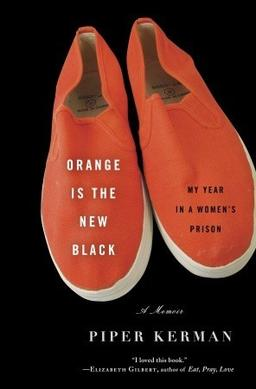 ORANGE
IS THE
NEW
BLACK
MY YEAR
IN A WOMEN'S
PRISON
A Memoir
PIPER KERMAN
"I loved this book."
—ELIZABETH GILBERT, author of Eat, Pray, Love